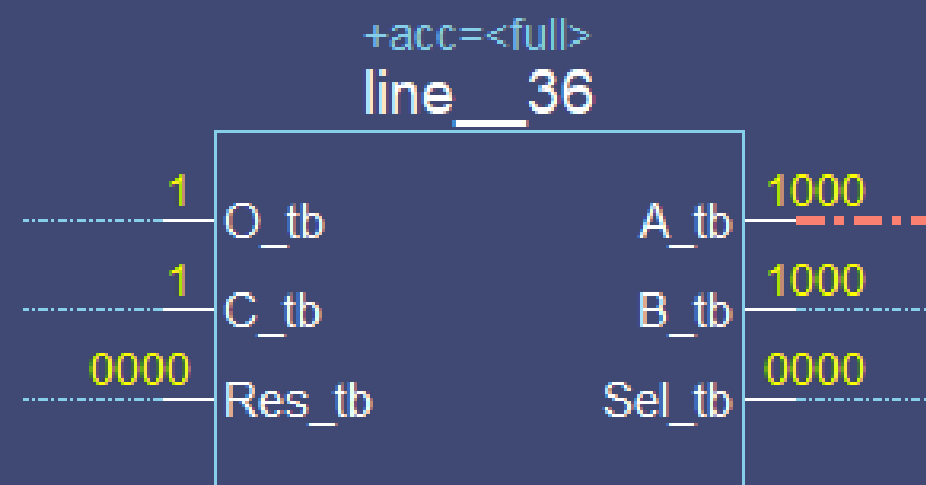 +acc=<full>
line__36
1 O_tb A_tb 1000
1 C_tb B_tb 1000
0000 Res_tb Sel_tb 0000